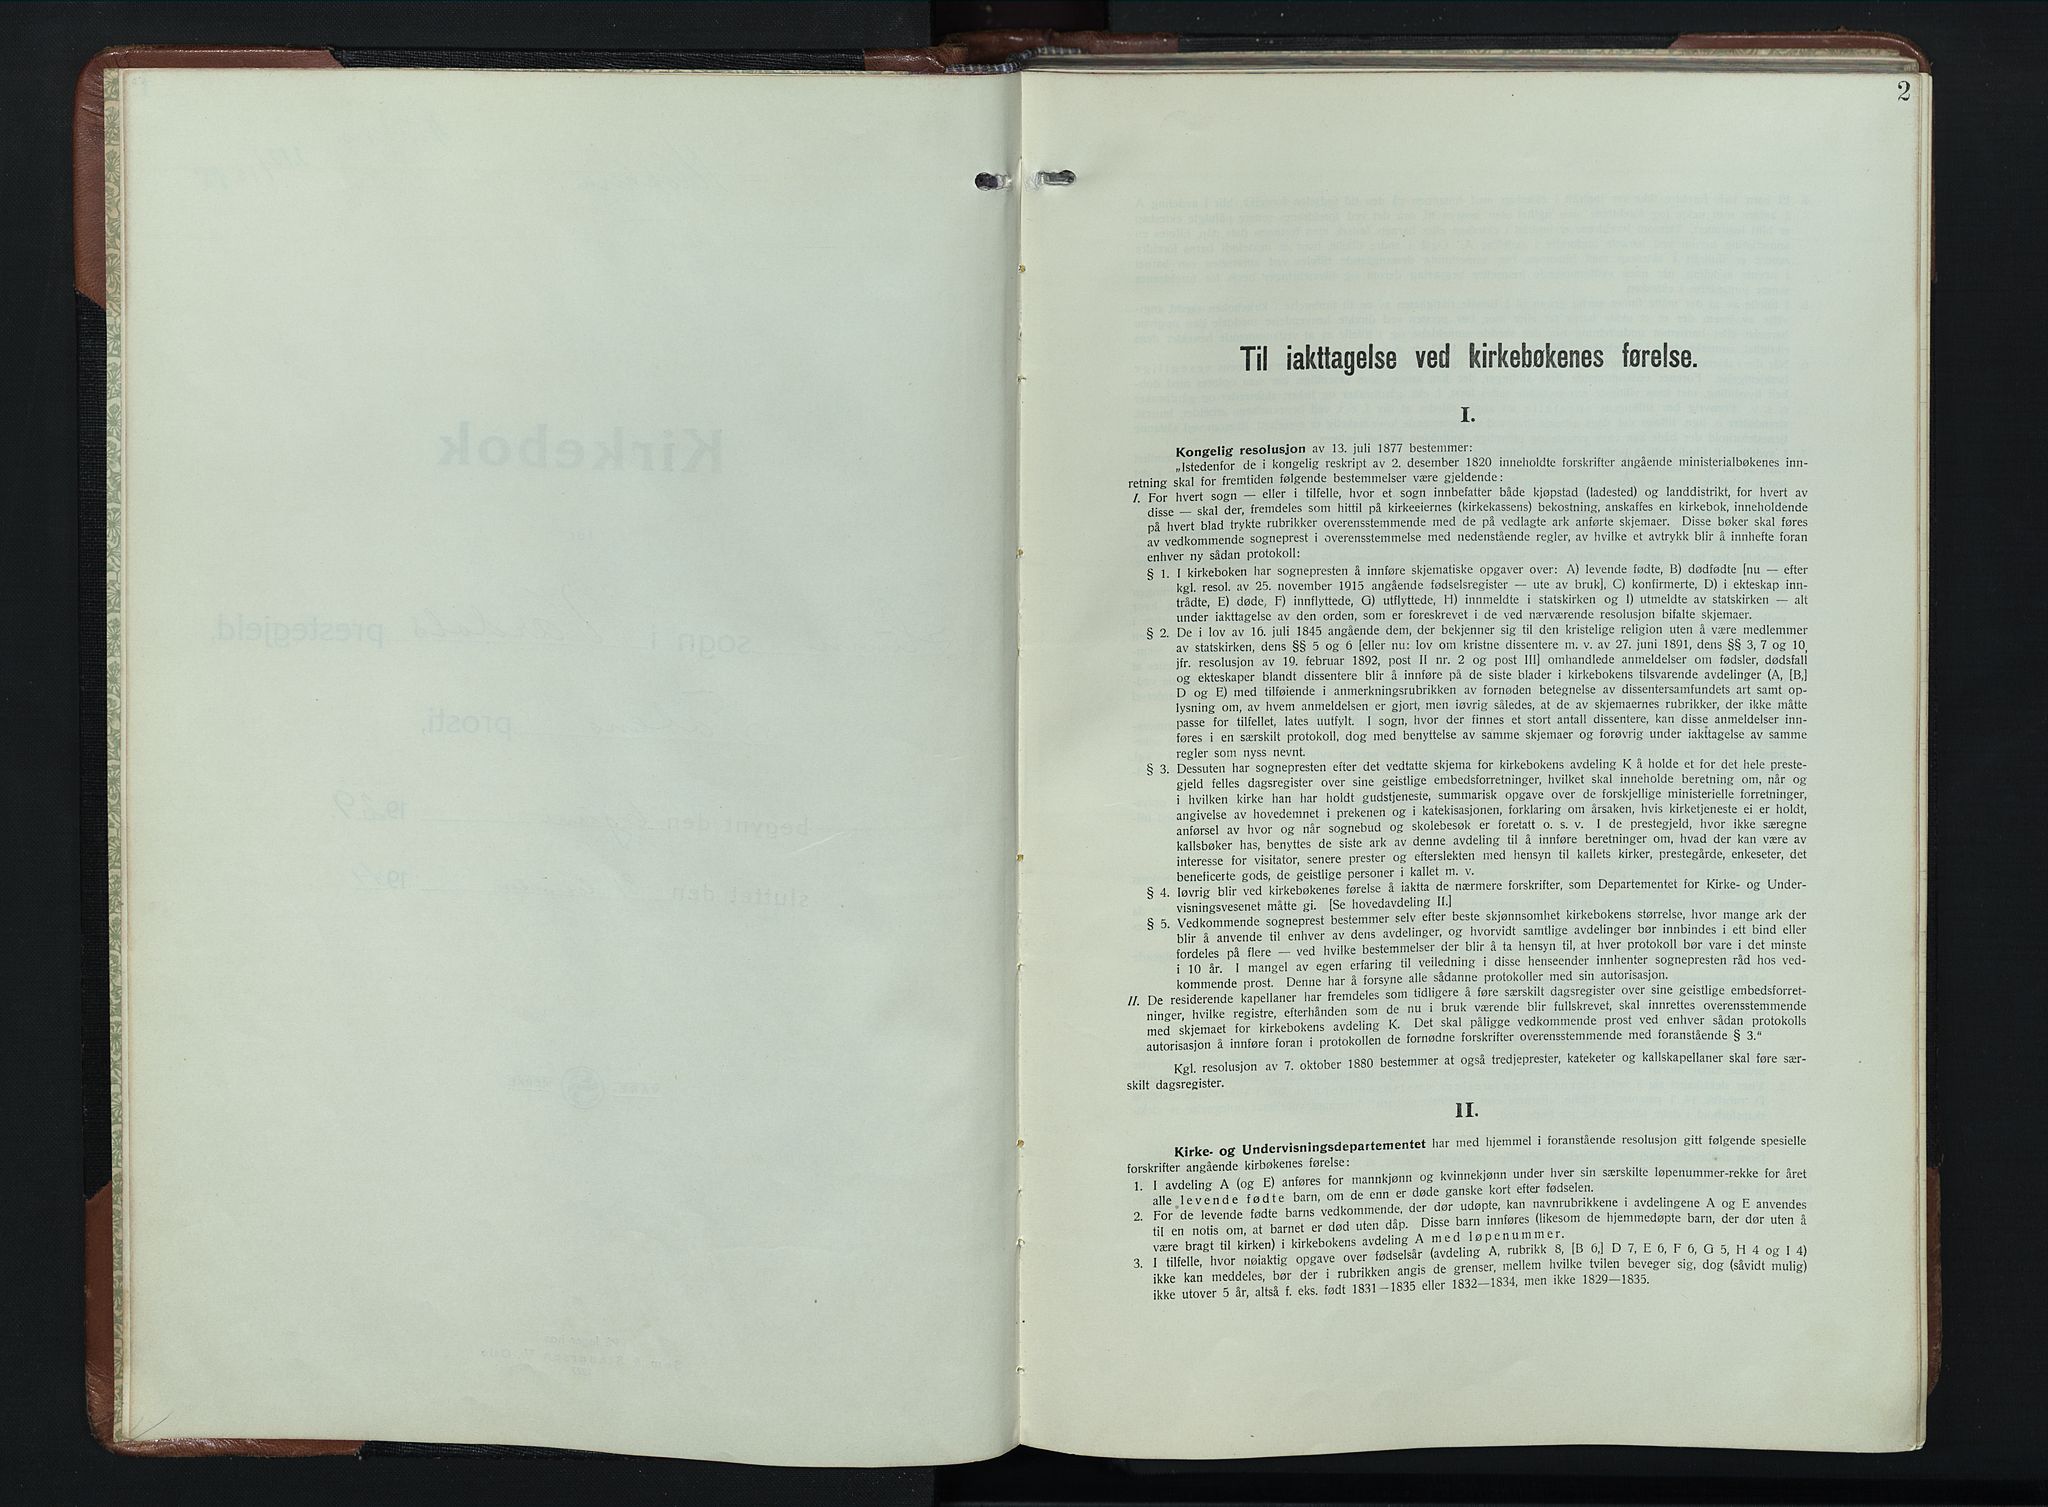 2
Til iakttagelse ved kirkebøkenes førelse.
I.
Kongelig resolusjon av 13. juli 1877 bestemmer:
„Istedenfor de i kongelig reskript av 2. desember 1820 inneholdte forskrifter angående ministerialbøkenes inn-
retning skal for fremtiden følgende bestemmelser være gjeldende:
I. For hvert sogn — eller i tilfelle, hvor et sogn innbefatter både kjøpstad (ladested) og landdistrikt, for hvert av
disse — skal der, fremdeles som hittil på kirkeeiernes (kirkekassens) bekostning, anskaffes en kirkebok, inneholdende
på hvert blad trykte rubrikker overensstemmende med de på vedlagte ark anførte skjemaer. Disse bøker skal føres
av vedkommende sogneprest i overensstemmelse med nedenstående regler, av hvilke et avtrykk blir å innhefte foran
enhver ny sådan protokoll:
§ 1. I kirkeboken har sognepresten å innføre skjematiske opgaver over: A) levende fødte, B) dødfødte [nu — efter
kgl. resol. av 25. november 1915 angående fødselsregister — ute av bruk], C) konfirmerte, D) i ekteskap inn-
trådte, E) døde, F) innflyttede, G) utflyttede, H) innmeldte i statskirken og I) utmeldte av statskirken — alt
under iakttagelse av den orden, som er foreskrevet i de ved nærværende resolusjon bifalte skjemaer.
§ 2. De i lov av 16. juli 1845 angående dem, der bekjenner sig til den kristelige religion uten å være medlemmer
av statskirken, dens §§ 5 og 6 [eller nu: lov om kristne dissentere m. v. av 27. juni 1891, dens §§ 3, 7 og 10,
jfr. resolusjon av 19. februar 1892, post II nr. 2 og post III] omhandlede anmeldelser om fødsler, dødsfall
og ekteskaper blandt dissentere blir å innføre på de siste blader i kirkebokens tilsvarende avdelinger (A, [B,]
D og E) med tilføiende i anmerkningsrubrikken av fornøden betegnelse av dissentersamfundets art samt op-
lysning om, av hvem anmeldelsen er gjort, men iøvrig således, at de av skjemaernes rubrikker, der ikke måtte
passe for tilfellet, lates uutfylt. I sogn, hvor der finnes et stort antall dissentere, kan disse anmeldelser inn-
føres i en særskilt protokoll, dog med benyttelse av samme skjemaer og forøvrig under iakttagelse av samme
regler som nyss nevnt.
§ 3. Dessuten har sognepresten efter det vedtatte skjema for kirkebokens avdeling K å holde et for det hele preste-
gjeld felles dagsregister over sine geistlige embedsforretninger, hvilket skal inneholde beretning om, når og
i hvilken kirke han har holdt gudstjeneste, summarisk opgave over de forskjellige ministerielle forretninger,
angivelse av hovedemnet i prekenen og i katekisasjonen, forklaring om årsaken, hvis kirketjeneste ei er holdt,
anførsel av hvor og når sognebud og skolebesøk er foretatt o. s. v. I de prestegjeld, hvor ikke særegne
kallsbøker has, benyttes de siste ark av denne avdeling til å innføre beretninger om, hvad der kan være av
interesse for visitator, senere prester og efterslekten med hensyn til kallets kirker, prestegårde, enkeseter, det
beneficerte gods, de geistlige personer i kallet m. v.
§ 4. Iøvrig blir ved kirkebøkenes førelse å iaktta de nærmere forskrifter, som Departementet for Kirke- og Under-
visningsvesenet måtte gi. [Se hovedavdeling II.]
§ 5. Vedkommende sogneprest bestemmer selv efter beste skjønnsomhet kirkebokens størrelse, hvor mange ark der
blir å anvende til enhver av dens avdelinger, og hvorvidt samtlige avdelinger bør innbindes i ett bind eller
fordeles på flere — ved hvilke bestemmelser der blir å ta hensyn til, at hver protokoll bør vare i det minste
i 10 år. I mangel av egen erfaring til veiledning i disse henseender innhenter sognepresten råd hos ved-
kommende prost. Denne har å forsyne alle sådanne protokoller med sin autorisasjon.
II. De residerende kapellaner har fremdeles som tidligere å føre særskilt dagsregister over sine geistlige embedsforret-
ninger, hvilke registre, efterhånden som de nu i bruk værende blir fullskrevet, skal innrettes overensstemmende
med skjemaet for kirkebokens avdeling K. Det skal påligge vedkommende prost ved enhver sådan protokolls
autorisasjon å innføre foran i protokollen de fornødne forskrifter overensstemmende med foranstående § 3.“
Kgl. resolusjon av 7. oktober 1880 bestemmer at også tredjeprester, kateketer og kallskapellaner skal føre sær-
skilt dagsregister.
II.
Kirke- og Undervisningsdepartementet har med hjemmel i foranstående resolusjon gitt følgende spesielle
forskrifter angående kirbøkenes førelse:
1. I avdeling A (og E) anføres for mannkjønn og kvinnekjønn under hver sin særskilte løpenummer-rekke for året
alle levende fødte barn, om de enn er døde ganske kort efter fødselen.
2. For de levende fødte barns vedkommende, der dør udøpte, kan navnrubrikkene i avdelingene A og E anvendes
til en notis om, at barnet er død uten dåp. Disse barn innføres (likesom de hjemmedøpte barn, der dør uten å
være bragt til kirken) i kirkebokens avdeling A med løpenummer.
3. I tilfelle, hvor nøiaktig opgave over fødselsår (avdeling A, rubrikk 8, [B 6,] D 7, E 6, F 6, G 5, H 4 og I 4)
ikke kan meddeles, bør der i rubrikken angis de grenser, mellem hvilke tvilen beveger sig, dog (såvidt mulig)
ikke utover 5 år, altså f. eks. født 1831—1835 eller 1832—1834, men ikke 1829—1835.